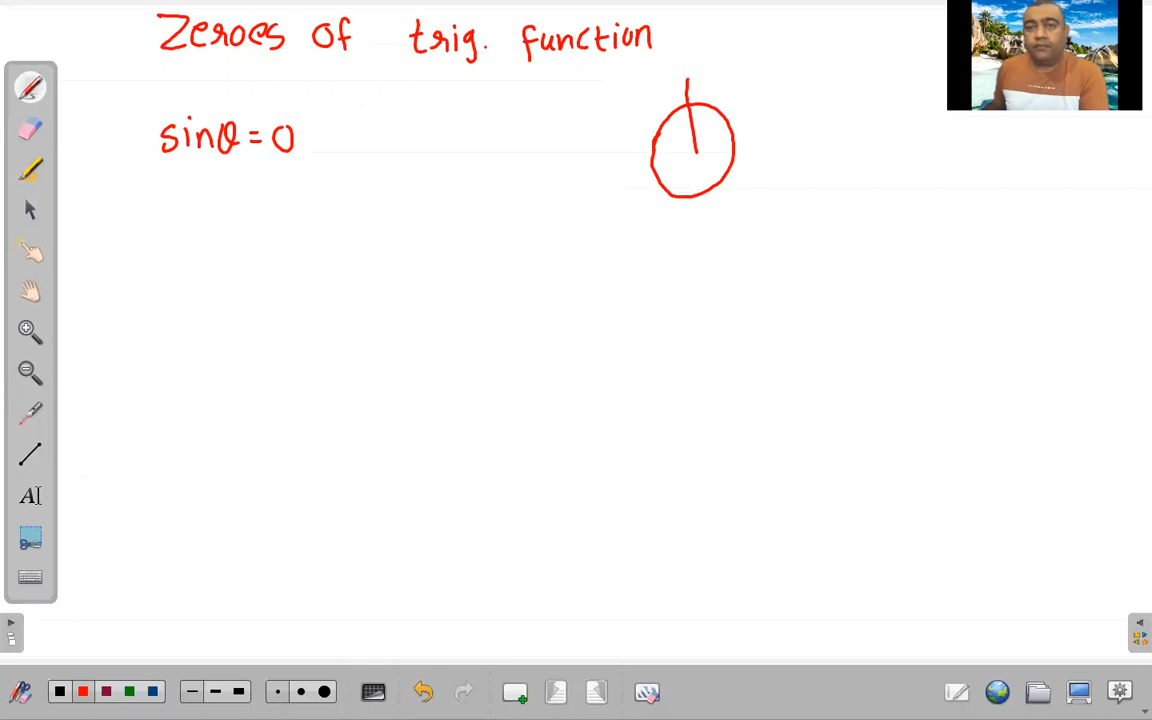 Zeroes of trig. function
sinθ = 0
A